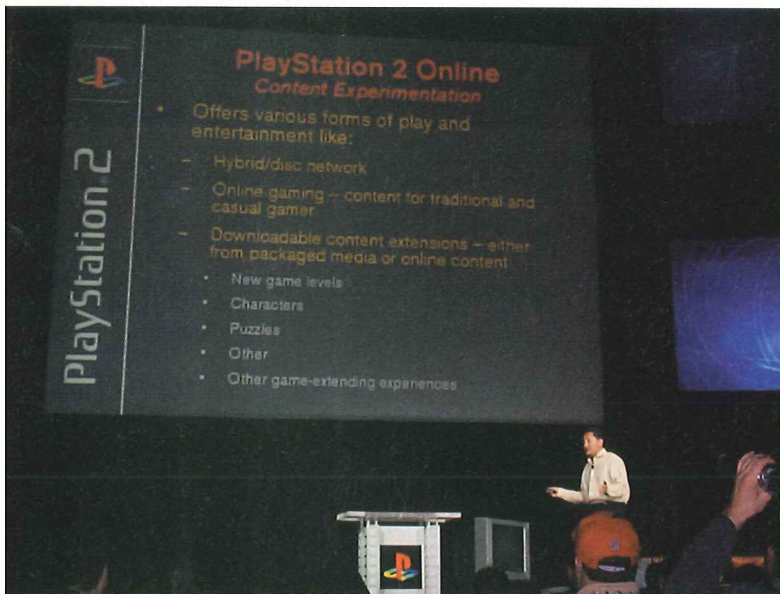 PlayStation 2
PlayStation 2 Online
Content Experimentation
• Offers various forms of play and
entertainment like:
– Hybrid/disc network
– Online gaming – content for traditional and
casual gamer
– Downloadable content extensions – either
from packaged media or online content
• New game levels
• Characters
• Puzzles
• Other
• Other game-extending experiences